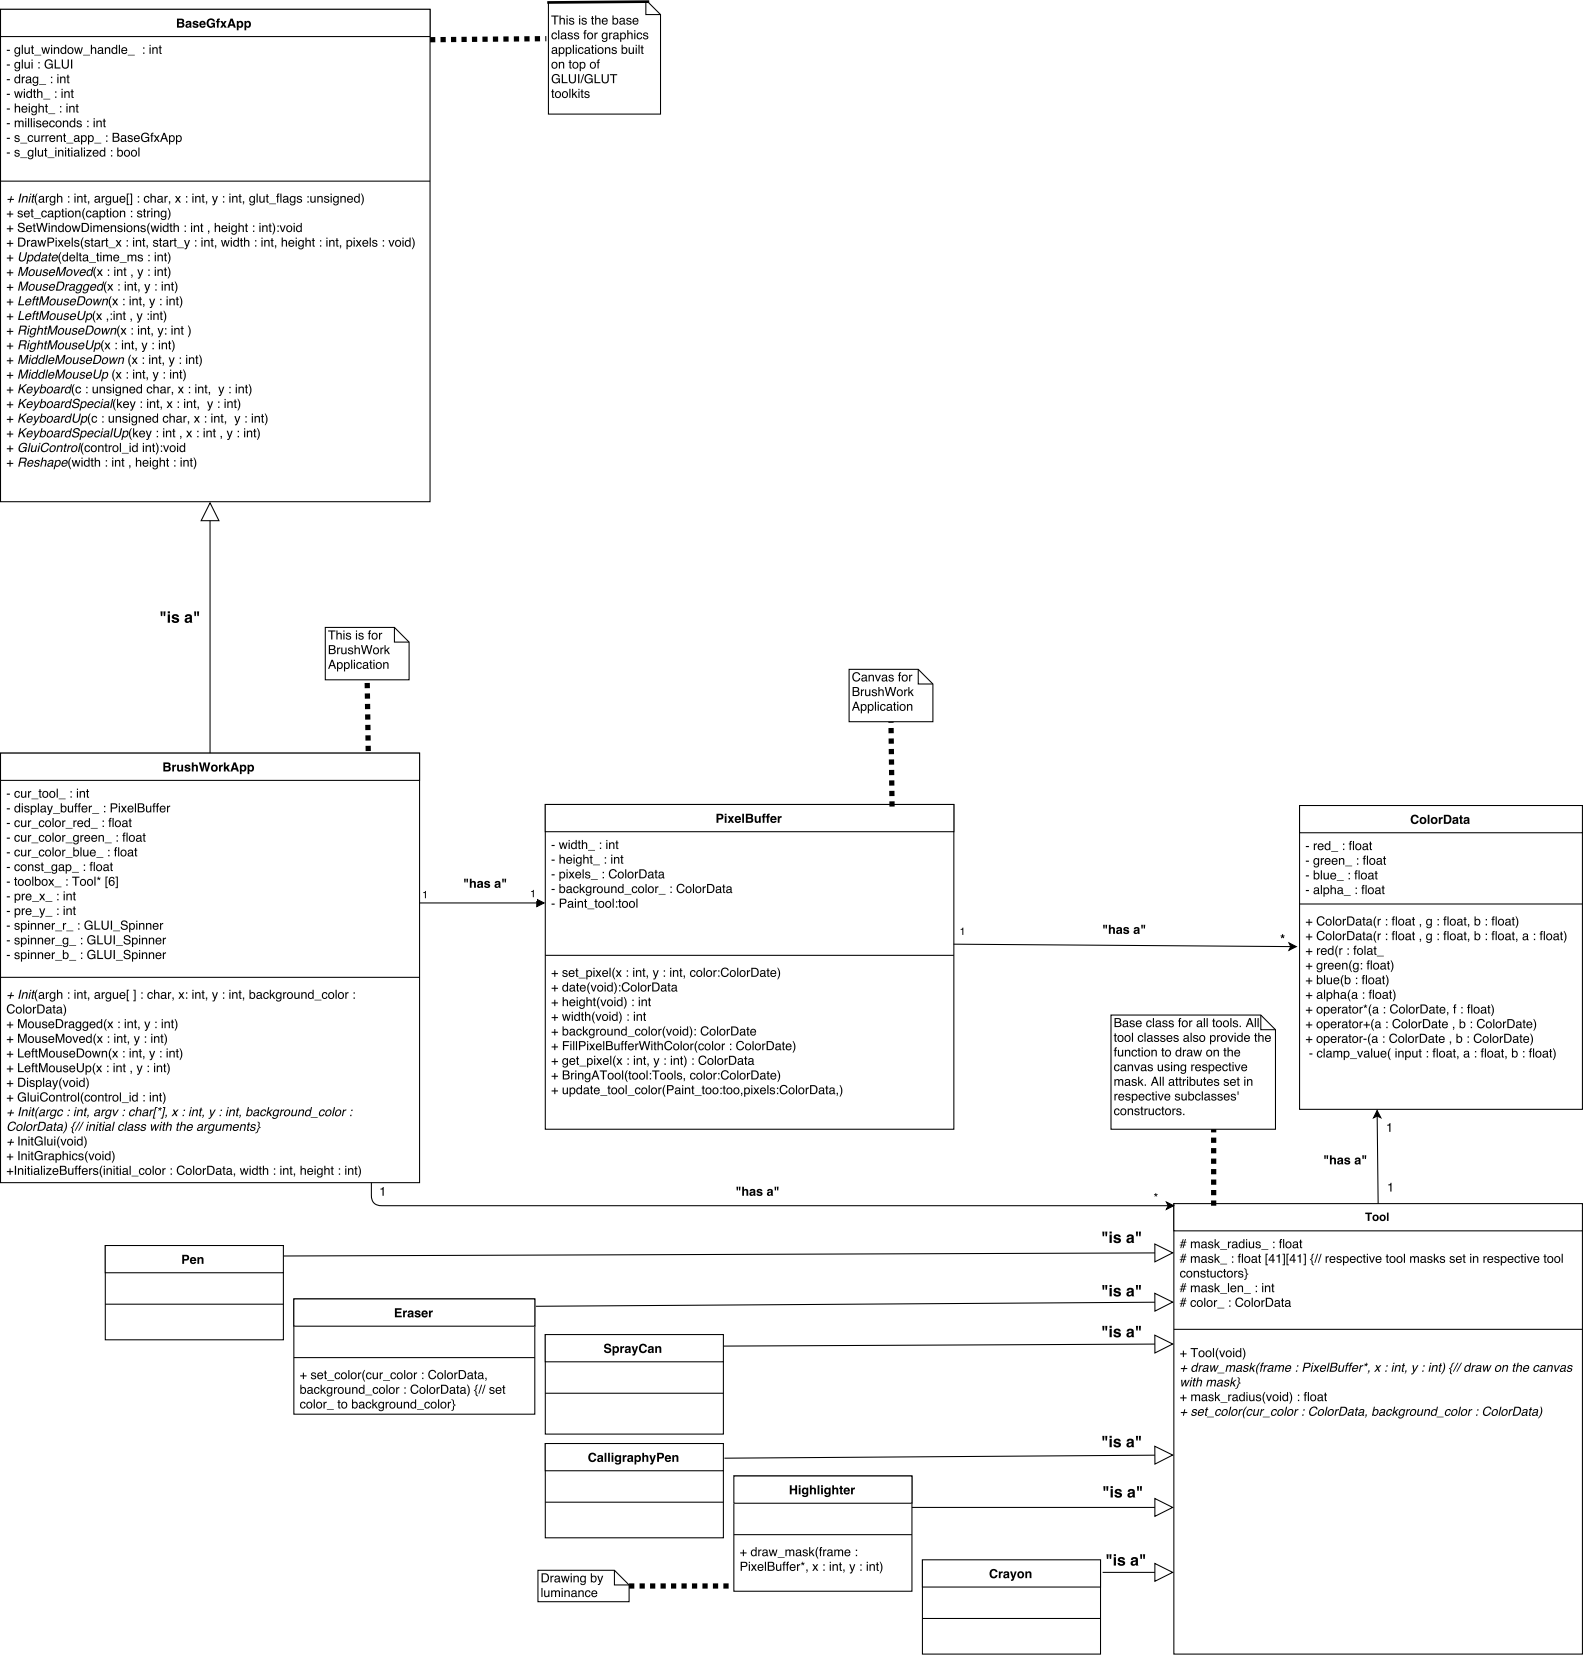 BaseGfxApp
- glut_window_handle_  : int
- glui : GLUI
- drag_ : int
- width_ : int
- height_ : int
- milliseconds : int
- s_current_app_ : BaseGfxApp
- s_glut_initialized : bool
+ Init(argh : int, argue[] : char, x : int, y : int, glut_flags :unsigned)
+ set_caption(caption : string)
+ SetWindowDimensions(width : int , height : int):void
+ DrawPixels(start_x : int, start_y : int, width : int, height : int, pixels : void)
+ Update(delta_time_ms : int)
+ MouseMoved(x : int , y : int)
+ MouseDragged(x : int, y : int)
+ LeftMouseDown(x : int, y : int)
+ LeftMouseUp(x ,:int , y :int)
+ RightMouseDown(x : int, y: int )
+ RightMouseUp(x : int, y : int)
+ MiddleMouseDown (x : int, y : int)
+ MiddleMouseUp (x : int, y : int)
+ Keyboard(c : unsigned char, x : int,  y : int)
+ KeyboardSpecial(key : int, x : int,  y : int)
+ KeyboardUp(c : unsigned char, x : int,  y : int)
+ KeyboardSpecialUp(key : int , x : int , y : int)
+ GluiControl(control_id int):void
+ Reshape(width : int , height : int)
This is the base
class for graphics
applications built
on top of
GLUI/GLUT
toolkits
"is a"
This is for
BrushWork
Application
Canvas for
BrushWork
Application
BrushWorkApp
- cur_tool_ : int
- display_buffer_ : PixelBuffer
- cur_color_red_ : float
- cur_color_green_ : float
- cur_color_blue_ : float
- const_gap_ : float
- toolbox_ : Tool* [6]
- pre_x_ : int
- pre_y_ : int
- spinner_r_ : GLUI_Spinner
- spinner_g_ : GLUI_Spinner
- spinner_b_ : GLUI_Spinner
+ Init(argh : int, argue[ ] : char, x: int, y : int, background_color :
ColorData)
+ MouseDragged(x : int, y : int)
+ MouseMoved(x : int, y : int)
+ LeftMouseDown(x : int, y : int)
+ LeftMouseUp(x : int , y : int)
+ Display(void)
+ GluiControl(control_id : int)
+ Init(argc : int, argv : char[*], x : int, y : int, background_color :
ColorData) {// initial class with the arguments}
+ InitGlui(void)
+ InitGraphics(void)
+InitializeBuffers(initial_color : ColorData, width : int, height : int)
1
"has a"
1
PixelBuffer
- width_ : int
- height_ : int
- pixels_ : ColorData
- background_color_ : ColorData
- Paint_tool:tool
+ set_pixel(x : int, y : int, color:ColorDate)
+ date(void):ColorData
+ height(void) : int
+ width(void) : int
+ background_color(void): ColorDate
+ FillPixelBufferWithColor(color : ColorDate)
+ get_pixel(x : int, y : int) : ColorData
+ BringATool(tool:Tools, color:ColorDate)
+ update_tool_color(Paint_too:too,pixels:ColorData,)
1
"has a"
*
ColorData
- red_ : float
- green_ : float
- blue_ : float
- alpha_ : float
+ ColorData(r : float , g : float, b : float)
+ ColorData(r : float , g : float, b : float, a : float)
+ red(r : folat_
+ green(g: float)
+ blue(b : float)
+ alpha(a : float)
+ operator*(a : ColorDate, f : float)
+ operator+(a : ColorDate , b : ColorDate)
+ operator-(a : ColorDate , b : ColorDate)
- clamp_value( input : float, a : float, b : float)
Base class for all tools. All
tool classes also provide the
function to draw on the
canvas using respective
mask. All attributes set in
respective subclasses'
constructors.
1
"has a"
1
1
"has a"
*
Tool
# mask_radius_ : float
# mask_ : float [41][41] {// respective tool masks set in respective tool
constuctors}
# mask_len_ : int
# color_ : ColorData
+ Tool(void)
+ draw_mask(frame : PixelBuffer*, x : int, y : int) {// draw on the canvas
with mask}
+ mask_radius(void) : float
+ set_color(cur_color : ColorData, background_color : ColorData)
Pen
"is a"
Eraser
+ set_color(cur_color : ColorData,
background_color : ColorData) {// set
color_ to background_color}
"is a"
SprayCan
"is a"
CalligraphyPen
"is a"
Highlighter
+ draw_mask(frame :
PixelBuffer*, x : int, y : int)
"is a"
Drawing by
luminance
Crayon
"is a"